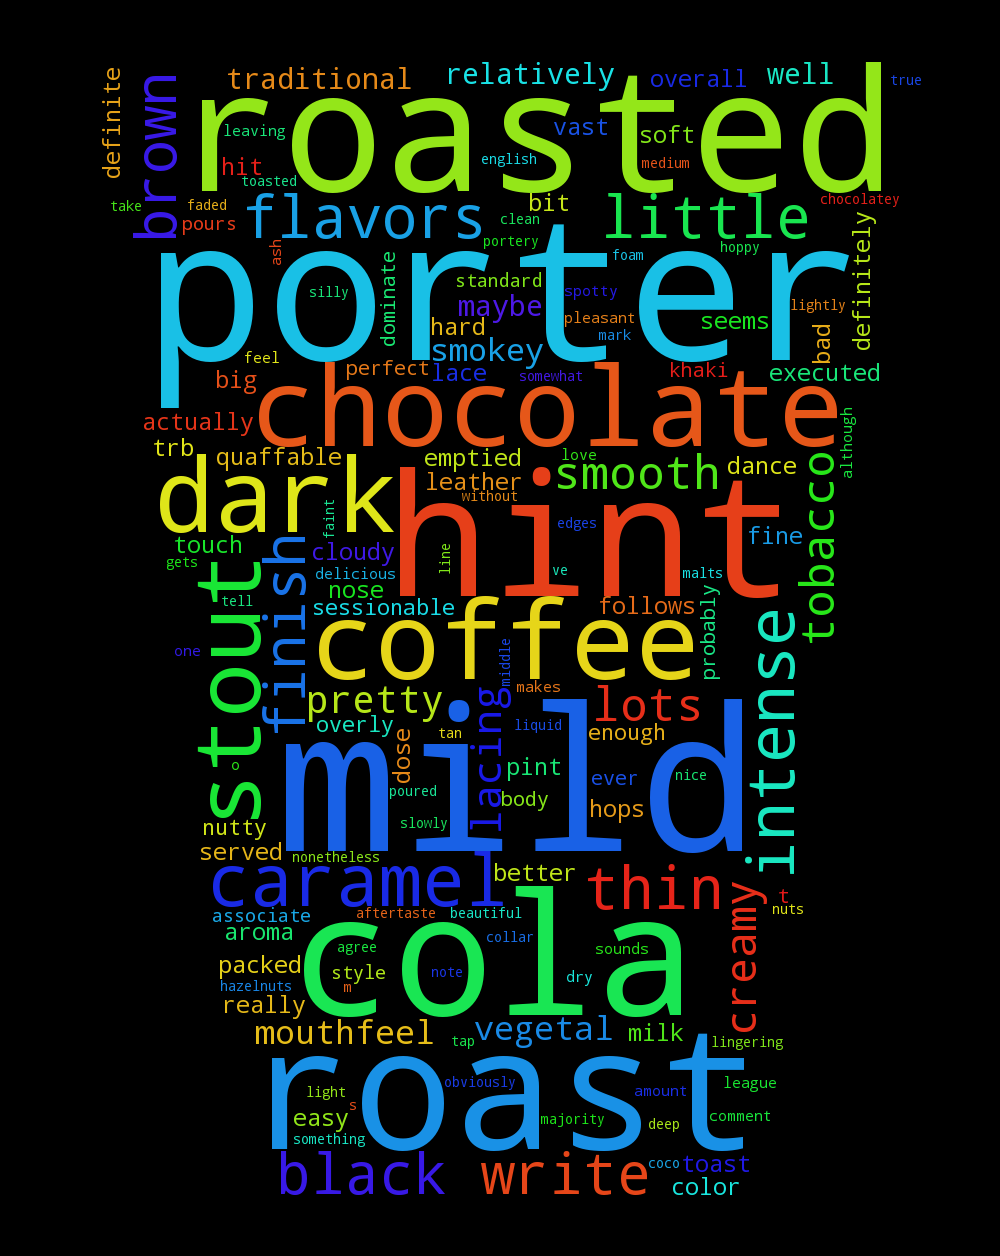 definite
traditional
relatively
overall
well
true
brown
roasted
leaving
vast
soft
hit
toasted
english
medium
take
faded
pours
flavors
bit
clean
little
chocolatey
ash
portery
foam
hoppy
definitely
porter
silly
dominate
standard
maybe
spotty
pleasant
mark
lightly
hard
seems
bad
smokey
feel
big
perfect
lace
somewhat
khaki
executed
actually
chocolate
although
trb
quaffable
emptied
love
smooth
dance
leather
without
dark
hint
tobacco
faint
edges
fine
touch
cloudy
line
gets
finish
delicious
ve
malts
nose
tell
sessionable
follows
probably
stout
coffee
intense
one
middle
makes
pretty
lacing
lots
overly
liquid
enough
tan
dose
o
mild
pint
ever
nice
poured
body
hops
slowly
nutty
served
nonetheless
caramel
better
thin
t
nuts
creamy
associate
aftertaste
beautiful
aroma
collar
agree
cola
sounds
packed
style
note
dry
hazelnuts
m
really
mouthfeel
vegetal
milk
tap
lingering
roast
obviously
league
light
amount
s
easy
majority
comment
deep
something
black
write
coco
toast
color